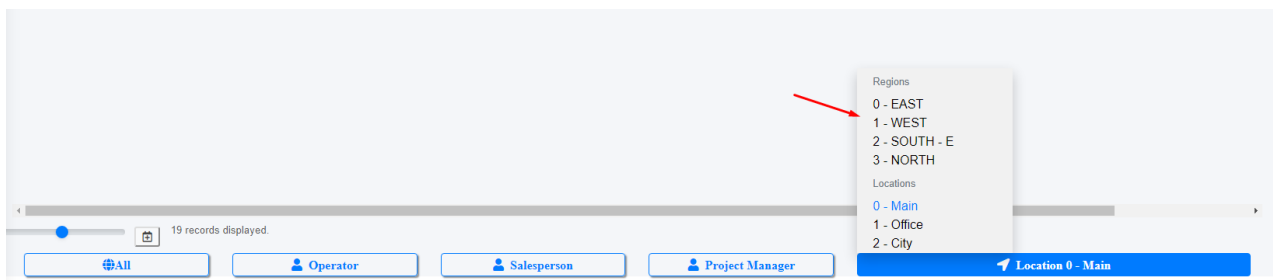 Regions
0 - EAST
1 - WEST
2 - SOUTH - E
3 - NORTH
Locations
0 - Main
1 - Office
2 - City
19 records displayed.
All
Operator
Salesperson
Project Manager
Location 0 - Main